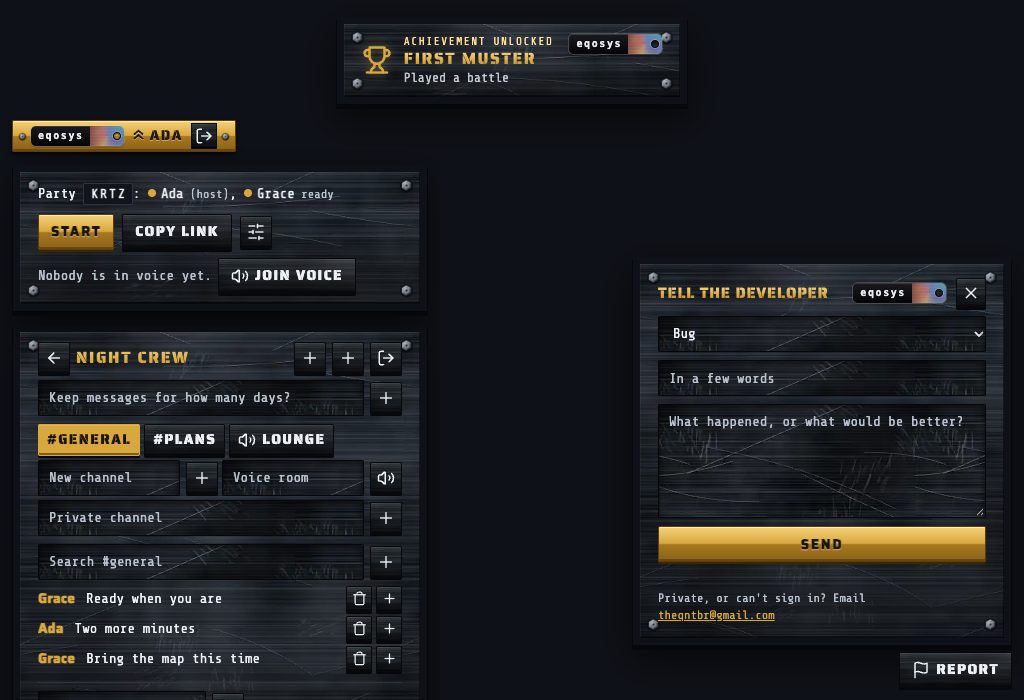 ACHIEVEMENT UNLOCKED
eqosys
FIRST MUSTER
Played a battle
eqosys
ADA
Party KRTZ : Ada (host), Grace ready
START
COPY LINK
Nobody is in voice yet.
JOIN VOICE
NIGHT CREW
Keep messages for how many days?
#GENERAL
#PLANS
LOUNGE
New channel
Voice room
Private channel
Search #general
Grace Ready when you are
Ada Two more minutes
Grace Bring the map this time
TELL THE DEVELOPER
eqosys
Bug
In a few words
What happened, or what would be better?
SEND
Private, or can't sign in? Email
theqntbr@gmail.com
REPORT